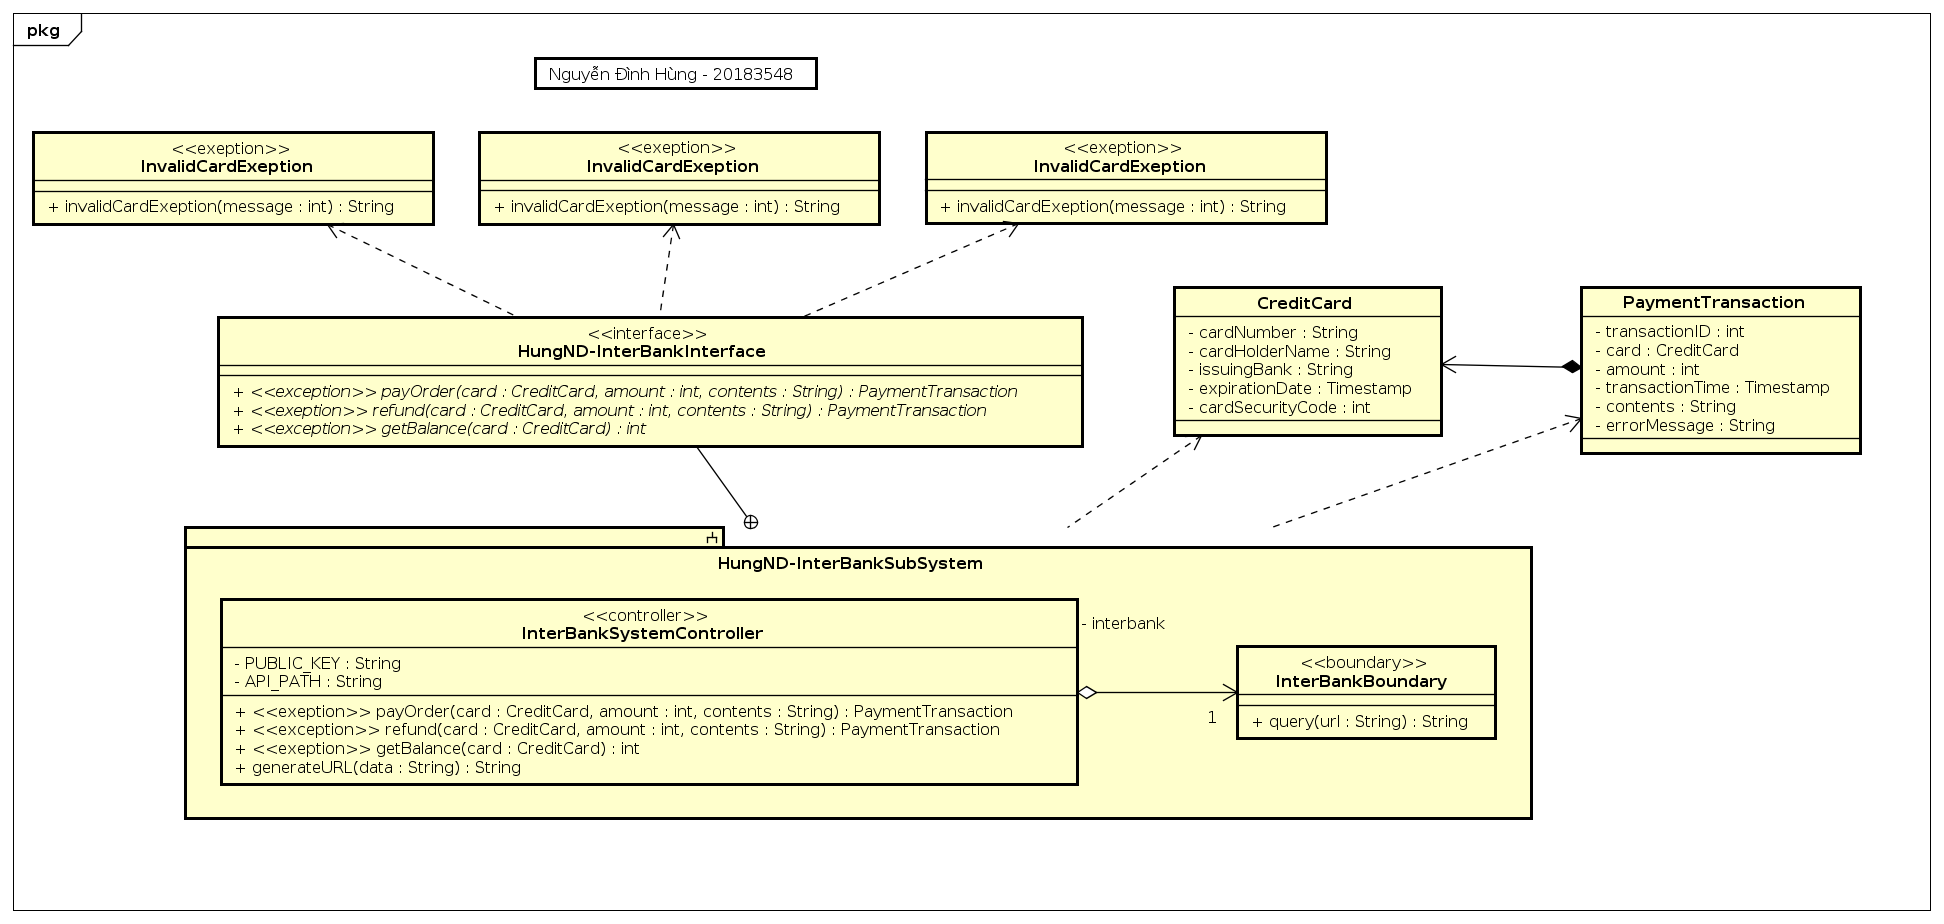 pkg
Nguyễn Đình Hùng - 20183548
<<exeption>>
InvalidCardExeption
+ invalidCardExeption(message : int) : String
<<exeption>>
InvalidCardExeption
+ invalidCardExeption(message : int) : String
<<exeption>>
InvalidCardExeption
+ invalidCardExeption(message : int) : String
<<interface>>
HungND-InterBankInterface
+ <<exception>> payOrder(card : CreditCard, amount : int, contents : String) : PaymentTransaction
+ <<exeption>> refund(card : CreditCard, amount : int, contents : String) : PaymentTransaction
+ <<exception>> getBalance(card : CreditCard) : int
CreditCard
- cardNumber : String
- cardHolderName : String
- issuingBank : String
- expirationDate : Timestamp
- cardSecurityCode : int
PaymentTransaction
- transactionID : int
- card : CreditCard
- amount : int
- transactionTime : Timestamp
- contents : String
- errorMessage : String
HungND-InterBankSubSystem
<<controller>>
InterBankSystemController
- PUBLIC_KEY : String
- API_PATH : String
+ <<exeption>> payOrder(card : CreditCard, amount : int, contents : String) : PaymentTransaction
+ <<exception>> refund(card : CreditCard, amount : int, contents : String) : PaymentTransaction
+ <<exeption>> getBalance(card : CreditCard) : int
+ generateURL(data : String) : String
- interbank
1
<<boundary>>
InterBankBoundary
+ query(url : String) : String